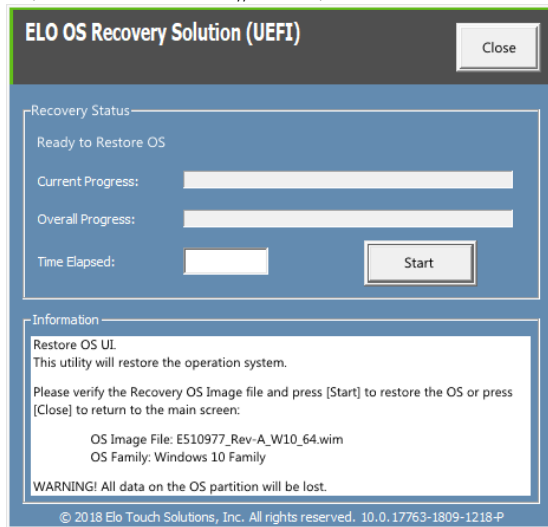 ELO OS Recovery Solution (UEFI)
Close
Recovery Status
Ready to Restore OS
Current Progress:
Overall Progress:
Time Elapsed:
Start
Information
Restore OS UI.
This utility will restore the operation system.
Please verify the Recovery OS Image file and press [Start] to restore the OS or press
[Close] to return to the main screen:
OS Image File: E510977_Rev-A_W10_64.wim
OS Family: Windows 10 Family
WARNING! All data on the OS partition will be lost.
© 2018 Elo Touch Solutions, Inc. All rights reserved. 10.0.17763-1809-1218-P